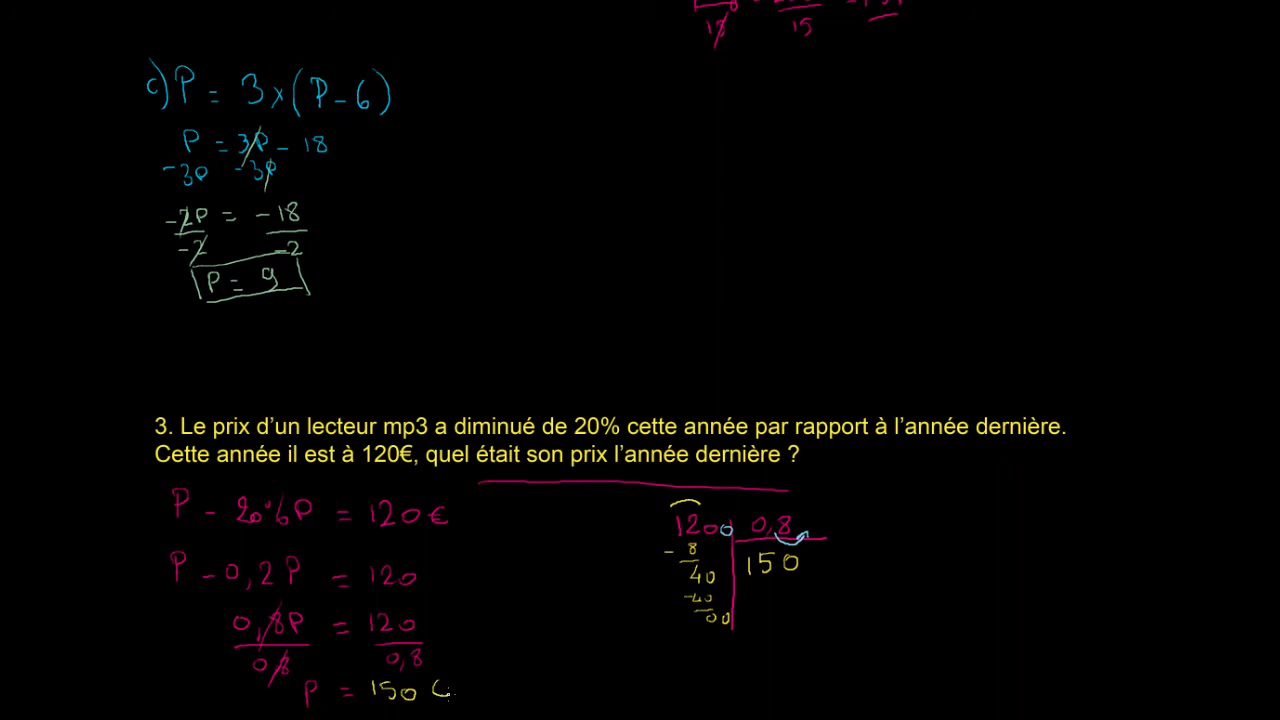 15
c) P = 3 x (P - 6)
P = 3P - 18
-3P -3P
-2P = -18
-2 -2
P = 9
3. Le prix d'un lecteur mp3 a diminué de 20% cette année par rapport à l'année dernière.
Cette année il est à 120€, quel était son prix l'année dernière ?
P - 20%P = 120€
P - 0,2P = 120
0,8P = 120
0,8 0,8
P = 150
1200 0,8
- 8 150
40
-40
00